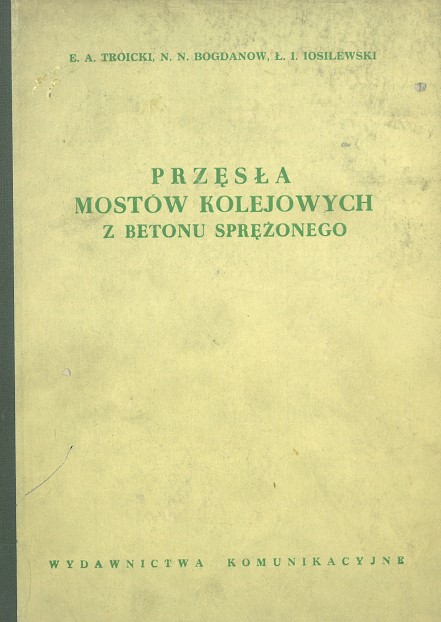 E. A. TROICKI, N. N. BOGDANOW, Ł. I. IOSILEWSKI
PRZĘSŁA
MOSTÓW KOLEJOWYCH
Z BETONU SPRĘŻONEGO
WYDAWNICTWA KOMUNIKACYJNE